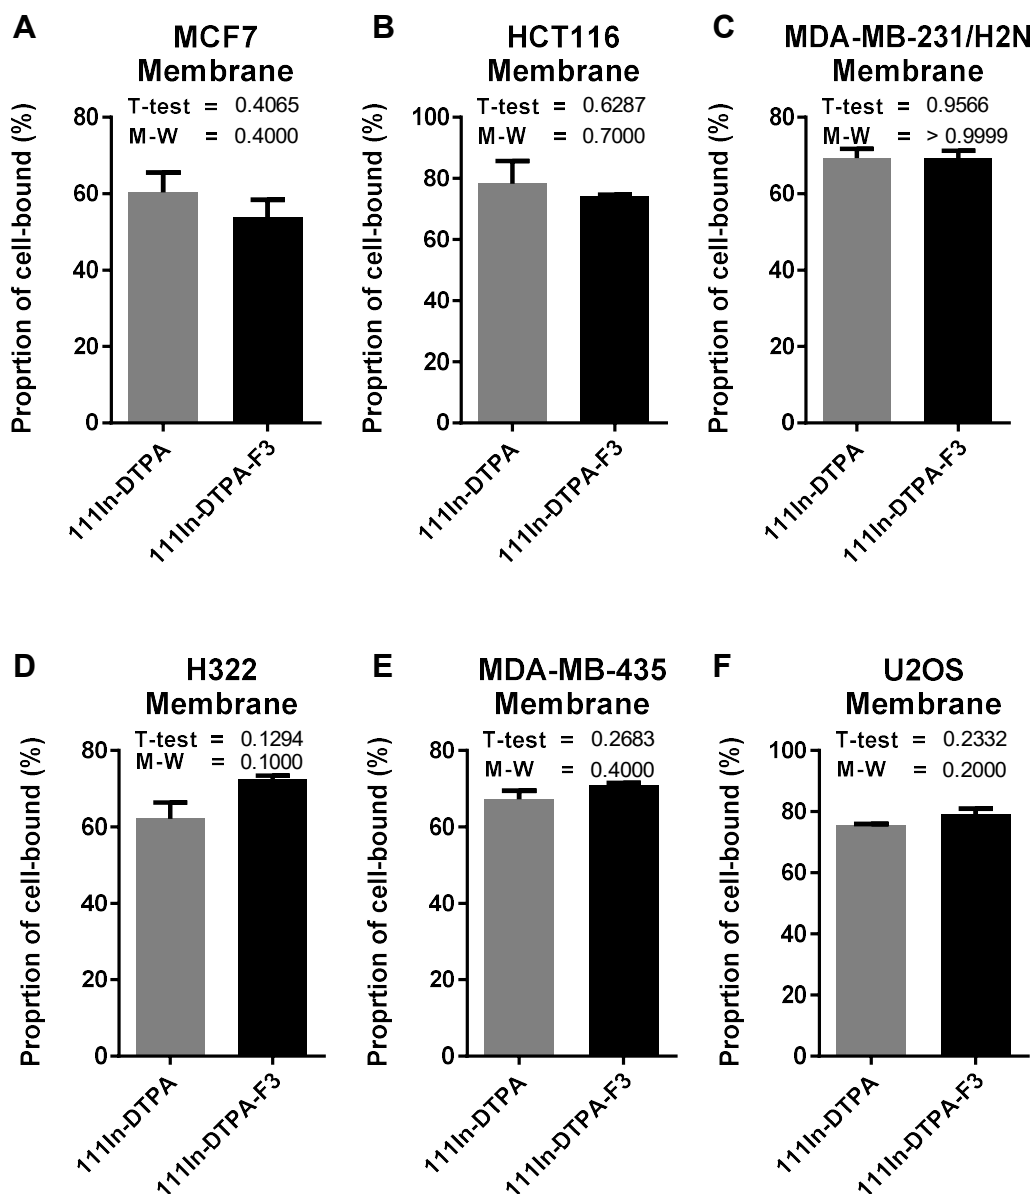 A
MCF7
Membrane
T-test = 0.4065
M-W = 0.4000
Proprtion of cell-bound (%)
80
60
40
20
0
111In-DTPA
111In-DTPA-F3
B
HCT116
Membrane
T-test = 0.6287
M-W = 0.7000
Proprtion of cell-bound (%)
100
80
60
40
20
0
111In-DTPA
111In-DTPA-F3
C
MDA-MB-231/H2N
Membrane
T-test = 0.9566
M-W = > 0.9999
Proprtion of cell-bound (%)
80
60
40
20
0
111In-DTPA
111In-DTPA-F3
D
H322
Membrane
T-test = 0.1294
M-W = 0.1000
Proprtion of cell-bound (%)
80
60
40
20
0
111In-DTPA
111In-DTPA-F3
E
MDA-MB-435
Membrane
T-test = 0.2683
M-W = 0.4000
Proprtion of cell-bound (%)
80
60
40
20
0
111In-DTPA
111In-DTPA-F3
F
U2OS
Membrane
T-test = 0.2332
M-W = 0.2000
Proprtion of cell-bound (%)
100
80
60
40
20
0
111In-DTPA
111In-DTPA-F3